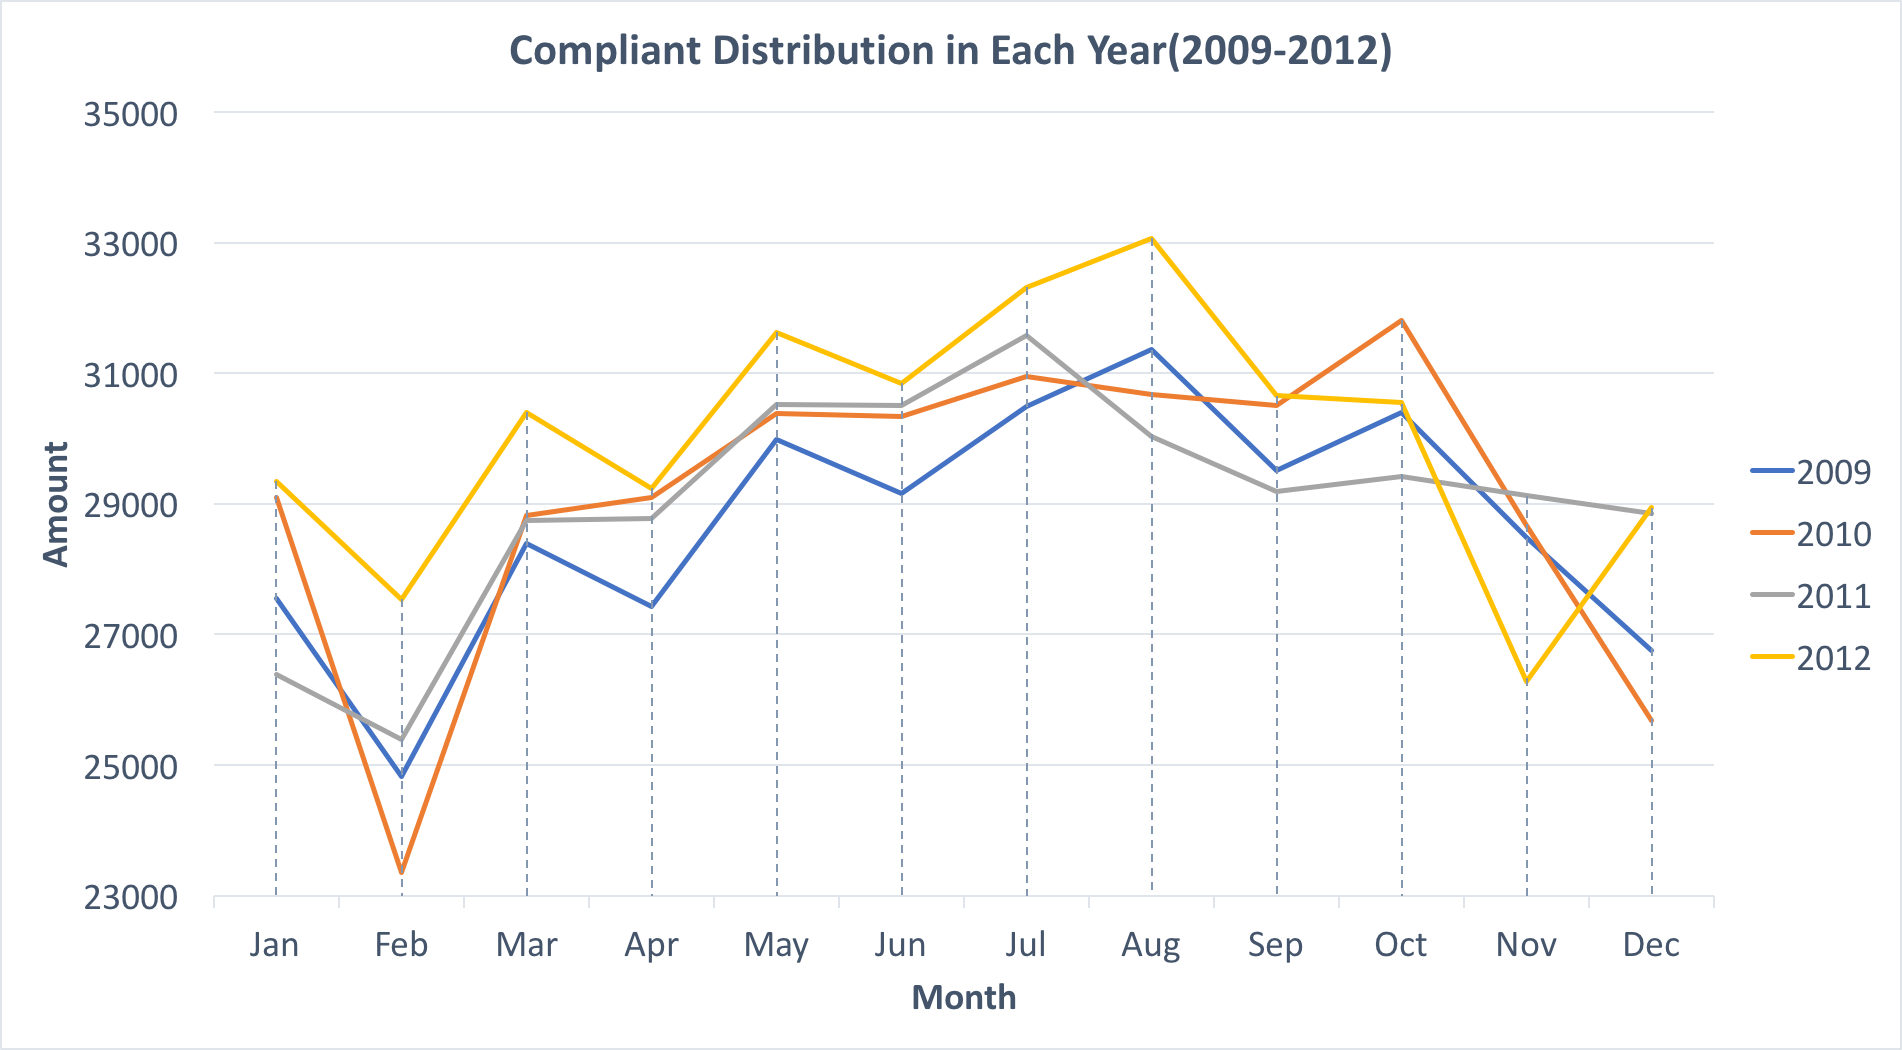 Compliant Distribution in Each Year(2009-2012)
35000
33000
31000
29000
27000
25000
23000
Amount
Jan Feb Mar Apr May Jun Jul Aug Sep Oct Nov Dec
Month
2009
2010
2011
2012